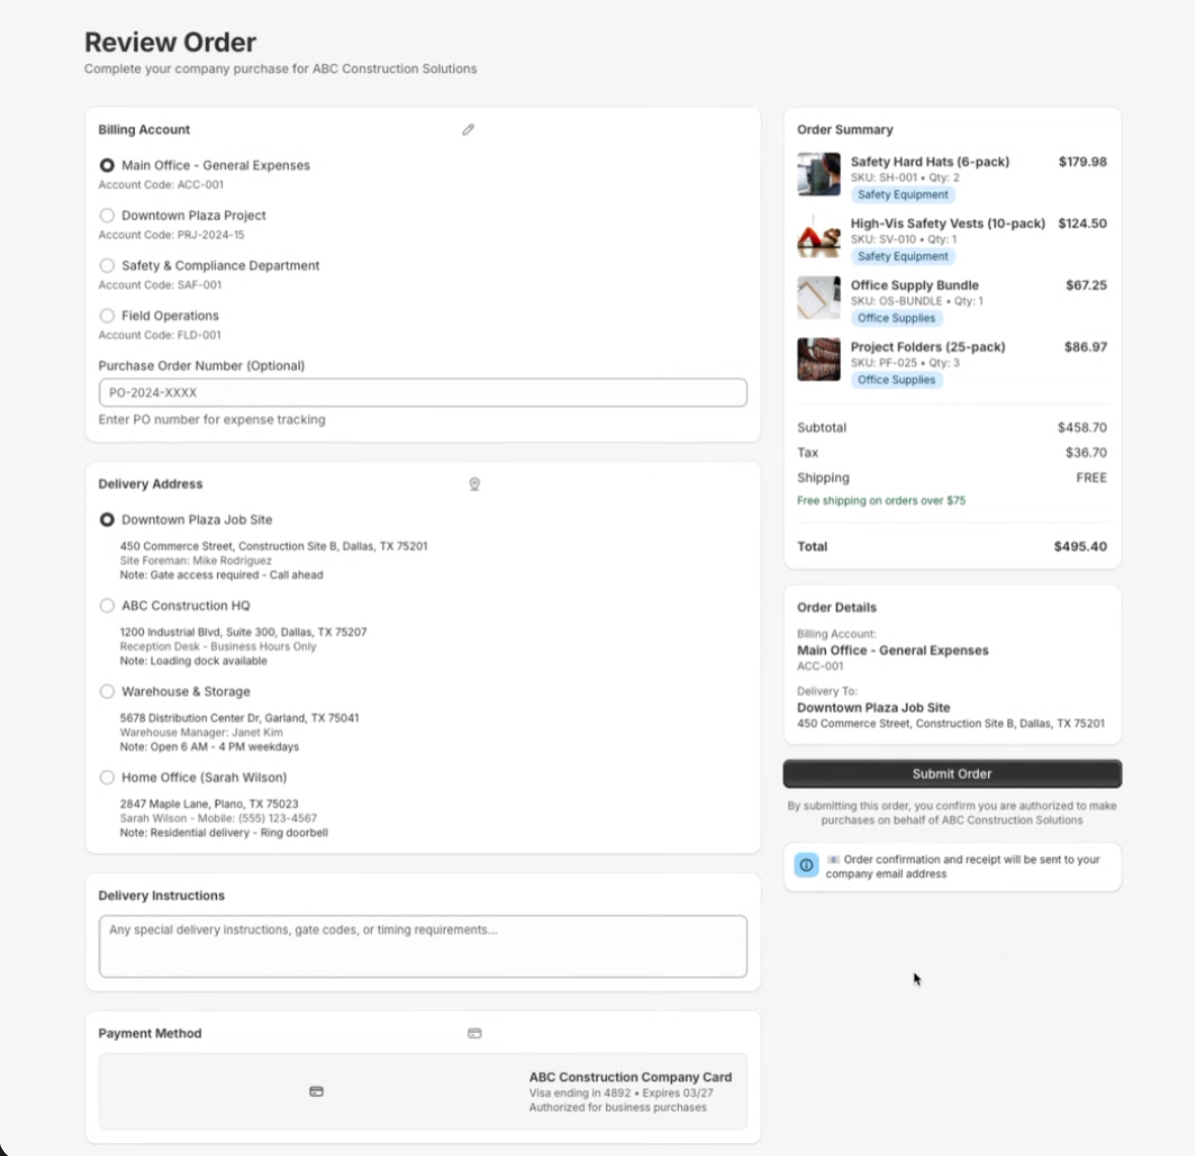 Review Order
Complete your company purchase for ABC Construction Solutions
Billing Account
Main Office - General Expenses
Account Code: ACC-001
Downtown Plaza Project
Account Code: PRJ-2024-15
Safety & Compliance Department
Account Code: SAF-001
Field Operations
Account Code: FLD-001
Purchase Order Number (Optional)
PO-2024-XXXX
Enter PO number for expense tracking
Delivery Address
Downtown Plaza Job Site
450 Commerce Street, Construction Site B, Dallas, TX 75201
Site Foreman: Mike Rodriguez
Note: Gate access required - Call ahead
ABC Construction HQ
1200 Industrial Blvd, Suite 300, Dallas, TX 75207
Reception Desk - Business Hours Only
Note: Loading dock available
Warehouse & Storage
5678 Distribution Center Dr, Garland, TX 75041
Warehouse Manager: Janet Kim
Note: Open 6 AM - 4 PM weekdays
Home Office (Sarah Wilson)
2847 Maple Lane, Plano, TX 75023
Sarah Wilson - Mobile: (555) 123-4567
Note: Residential delivery - Ring doorbell
Delivery Instructions
Any special delivery instructions, gate codes, or timing requirements...
Payment Method
ABC Construction Company Card
Visa ending in 4892 • Expires 03/27
Authorized for business purchases
Order Summary
Safety Hard Hats (6-pack) $179.98
SKU: SH-001 • Qty: 2
Safety Equipment
High-Vis Safety Vests (10-pack) $124.50
SKU: SV-010 • Qty: 1
Safety Equipment
Office Supply Bundle $67.25
SKU: OS-BUNDLE • Qty: 1
Office Supplies
Project Folders (25-pack) $86.97
SKU: PF-025 • Qty: 3
Office Supplies
Subtotal $458.70
Tax $36.70
Shipping FREE
Free shipping on orders over $75
Total $495.40
Order Details
Billing Account:
Main Office - General Expenses
ACC-001
Delivery To:
Downtown Plaza Job Site
450 Commerce Street, Construction Site B, Dallas, TX 75201
Submit Order
By submitting this order, you confirm you are authorized to make
purchases on behalf of ABC Construction Solutions
Order confirmation and receipt will be sent to your
company email address